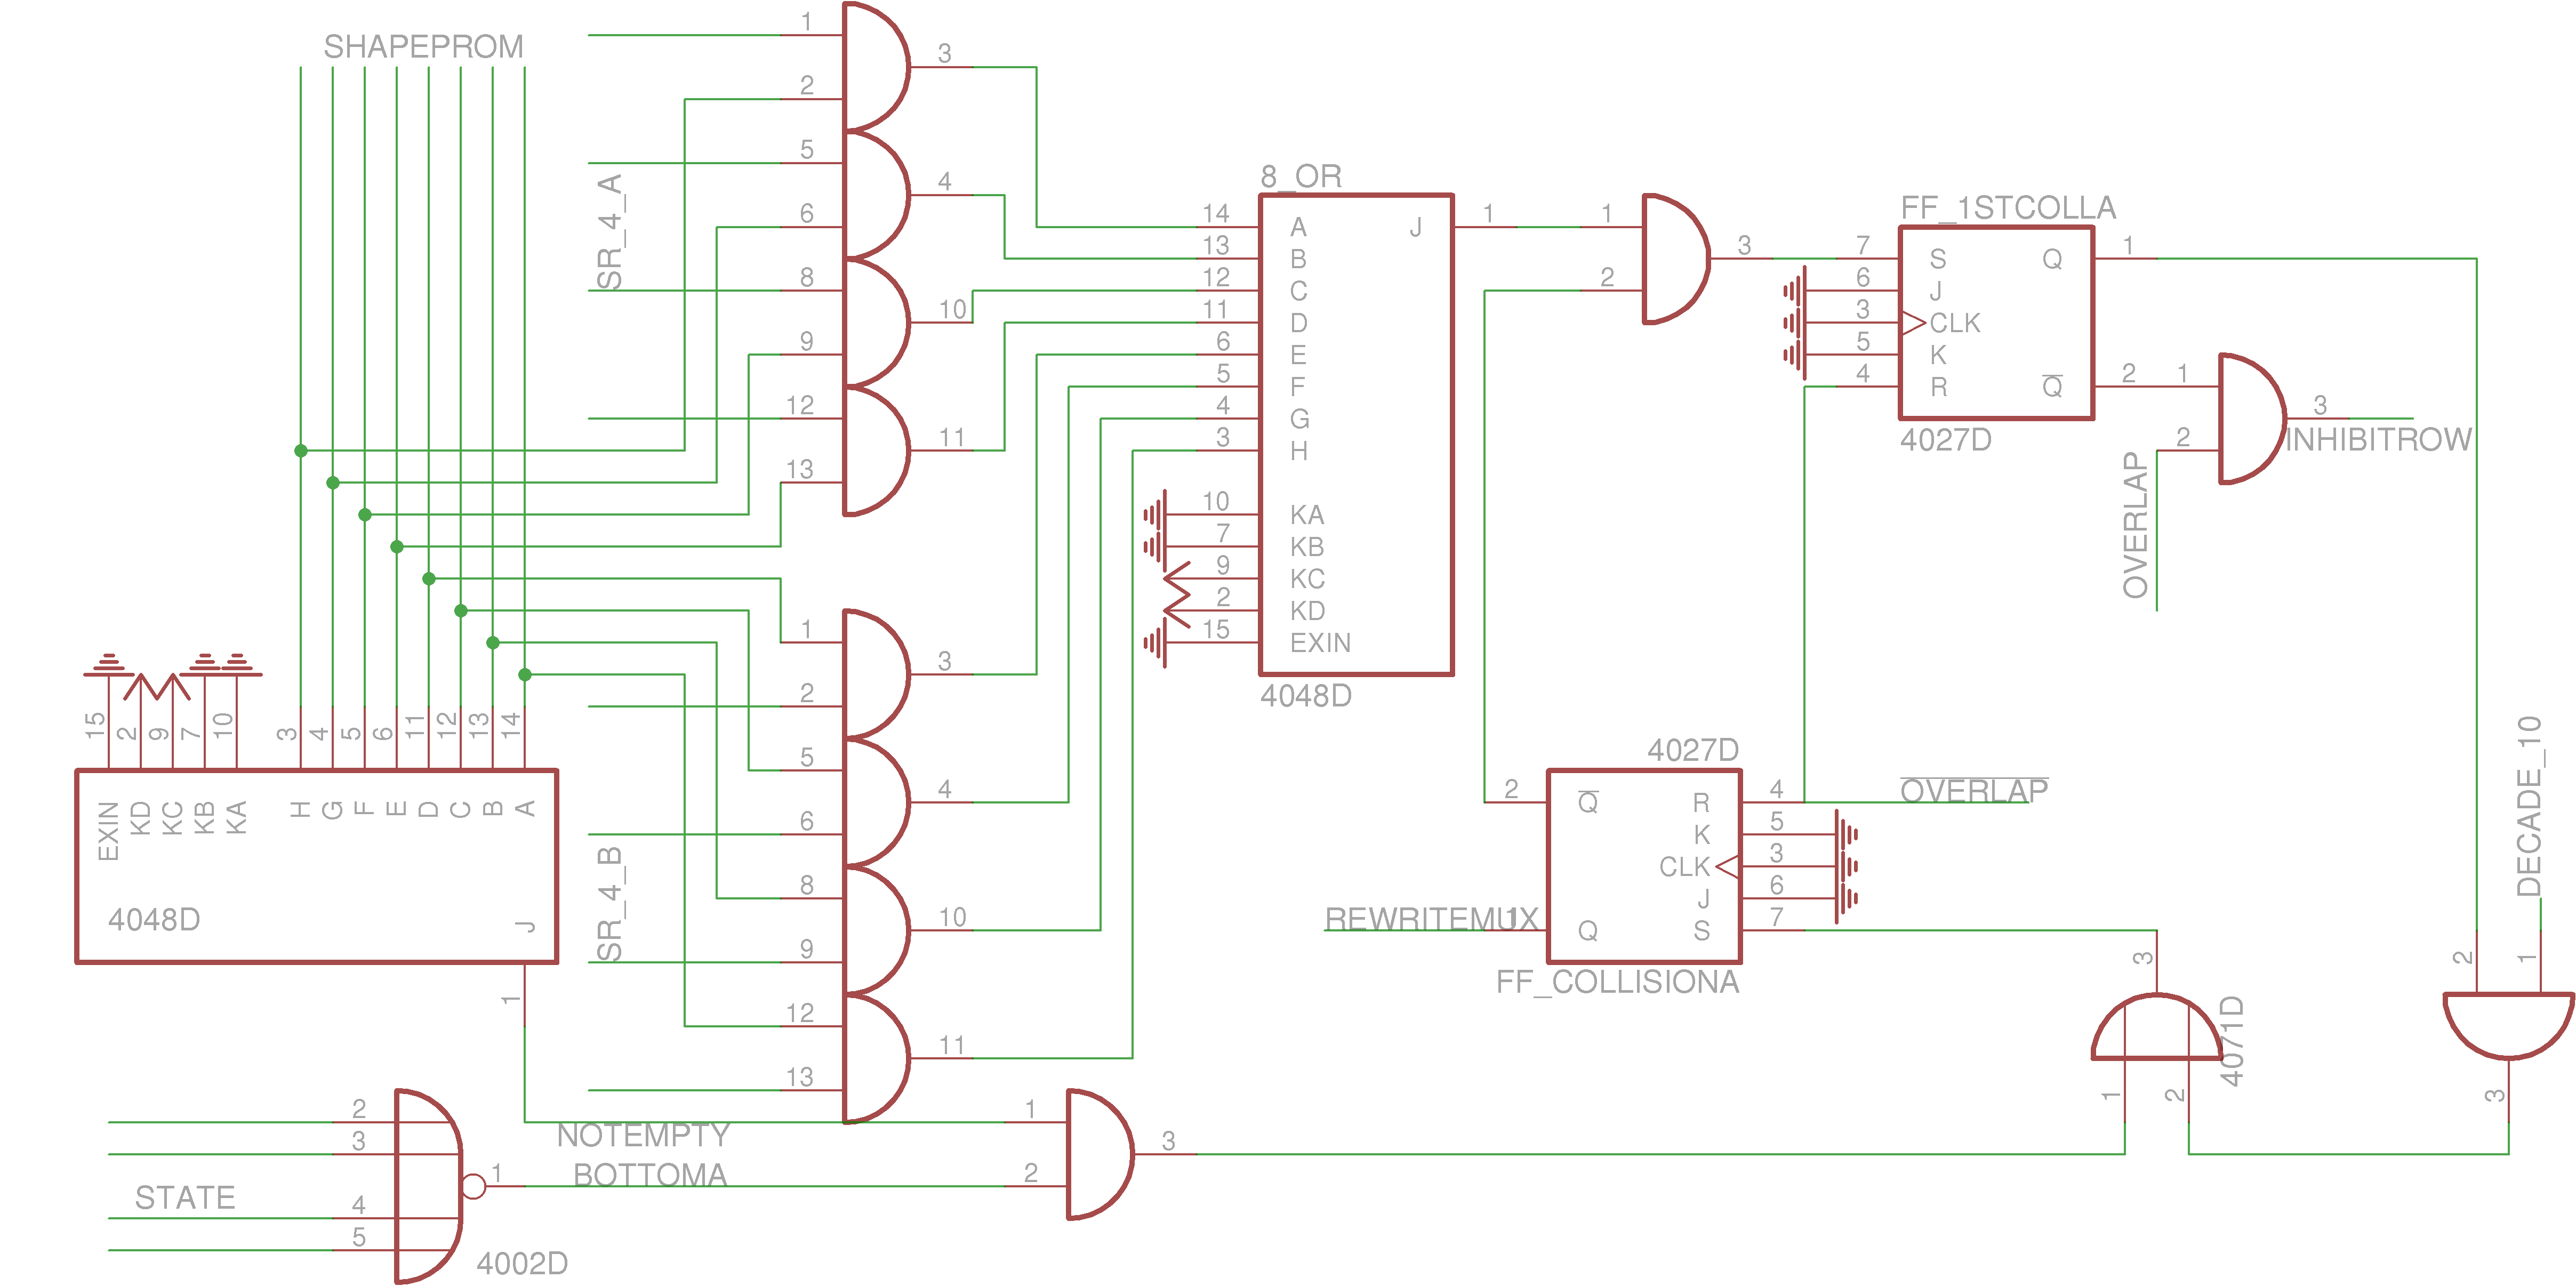 SHAPEPROM
1
2
3
5
6
4
8
9
10
12
13
11
SR_4_A
8_OR
14 A
13 B
12 C
11 D
6 E
5 F
4 G
3 H
10 KA
7 KB
9 KC
2 KD
15 EXIN
J 1
4048D
1
2
3
FF_1STCOLLA
7 S
6 J
3 CLK
5 K
4 R
Q 1
Q 2
4027D
1
2
3
INHIBITROW
OVERLAP
15 2 9 7 10 3 4 5 6 11 12 13 14
EXIN KD KC KB KA H G F E D C B A
4048D
J
1
1
2
3
5
6
4
8
9
10
12
13
11
SR_4_B
4027D
2 Q
R 4
K 5
CLK 3
J 6
S 7
Q
1
OVERLAP
REWRITEMUX
FF_COLLISIONA
DECADE_10
2 1
3
3
1 2
4071D
2
3
4
5
STATE
1
4002D
NOTEMPTY
BOTTOMA
1
2
3